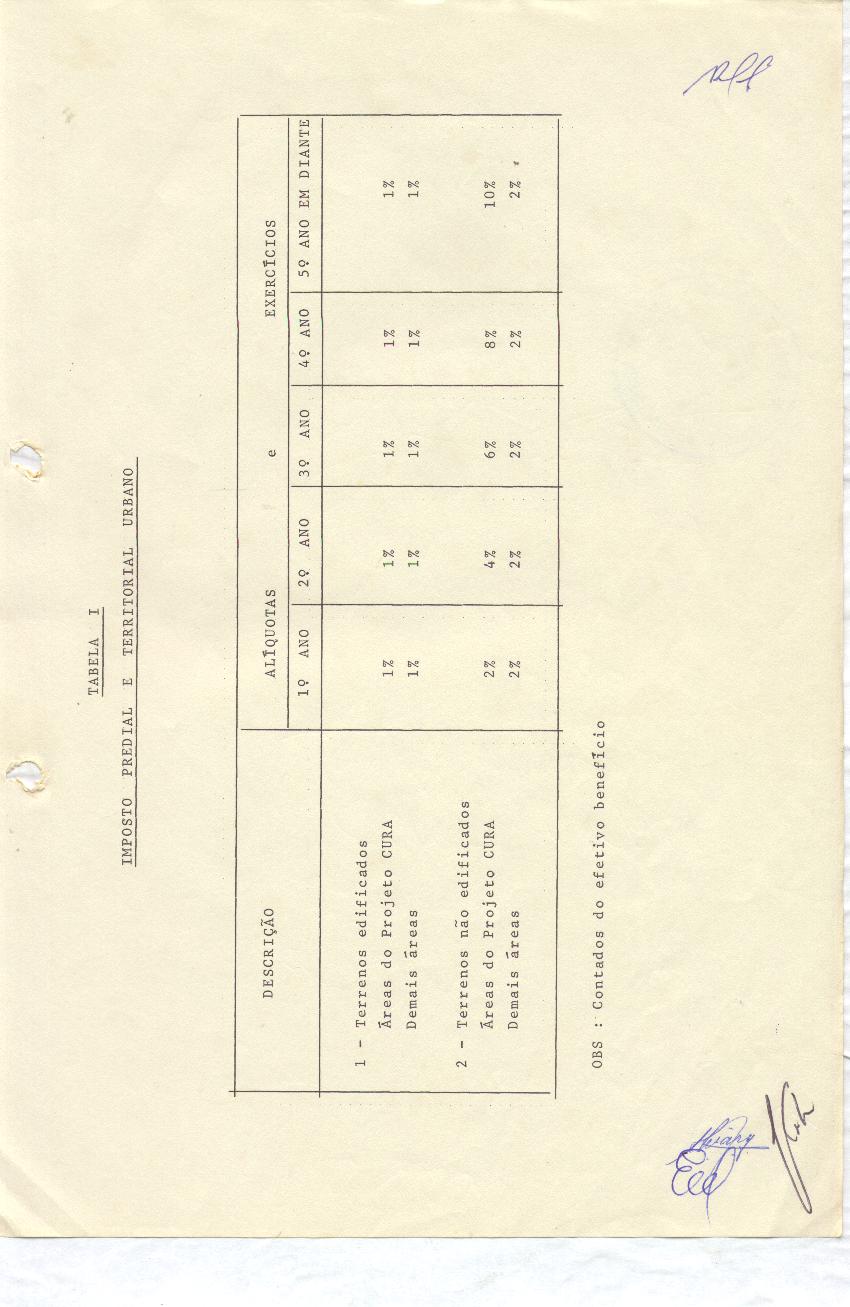 TABELA I
IMPOSTO PREDIAL E TERRITORIAL URBANO
DESCRIÇÃO ALÍQUOTAS e EXERCÍCIOS
1º ANO 2º ANO 3º ANO 4º ANO 5º ANO EM DIANTE
1 - Terrenos edificados
Áreas do Projeto CURA 1% 1% 1% 1% 1%
Demais áreas 1% 1% 1% 1% 1%
2 - Terrenos não edificados
Áreas do Projeto CURA 2% 4% 6% 8% 10%
Demais áreas 2% 2% 2% 2% 2%
OBS : Contados do efetivo benefício